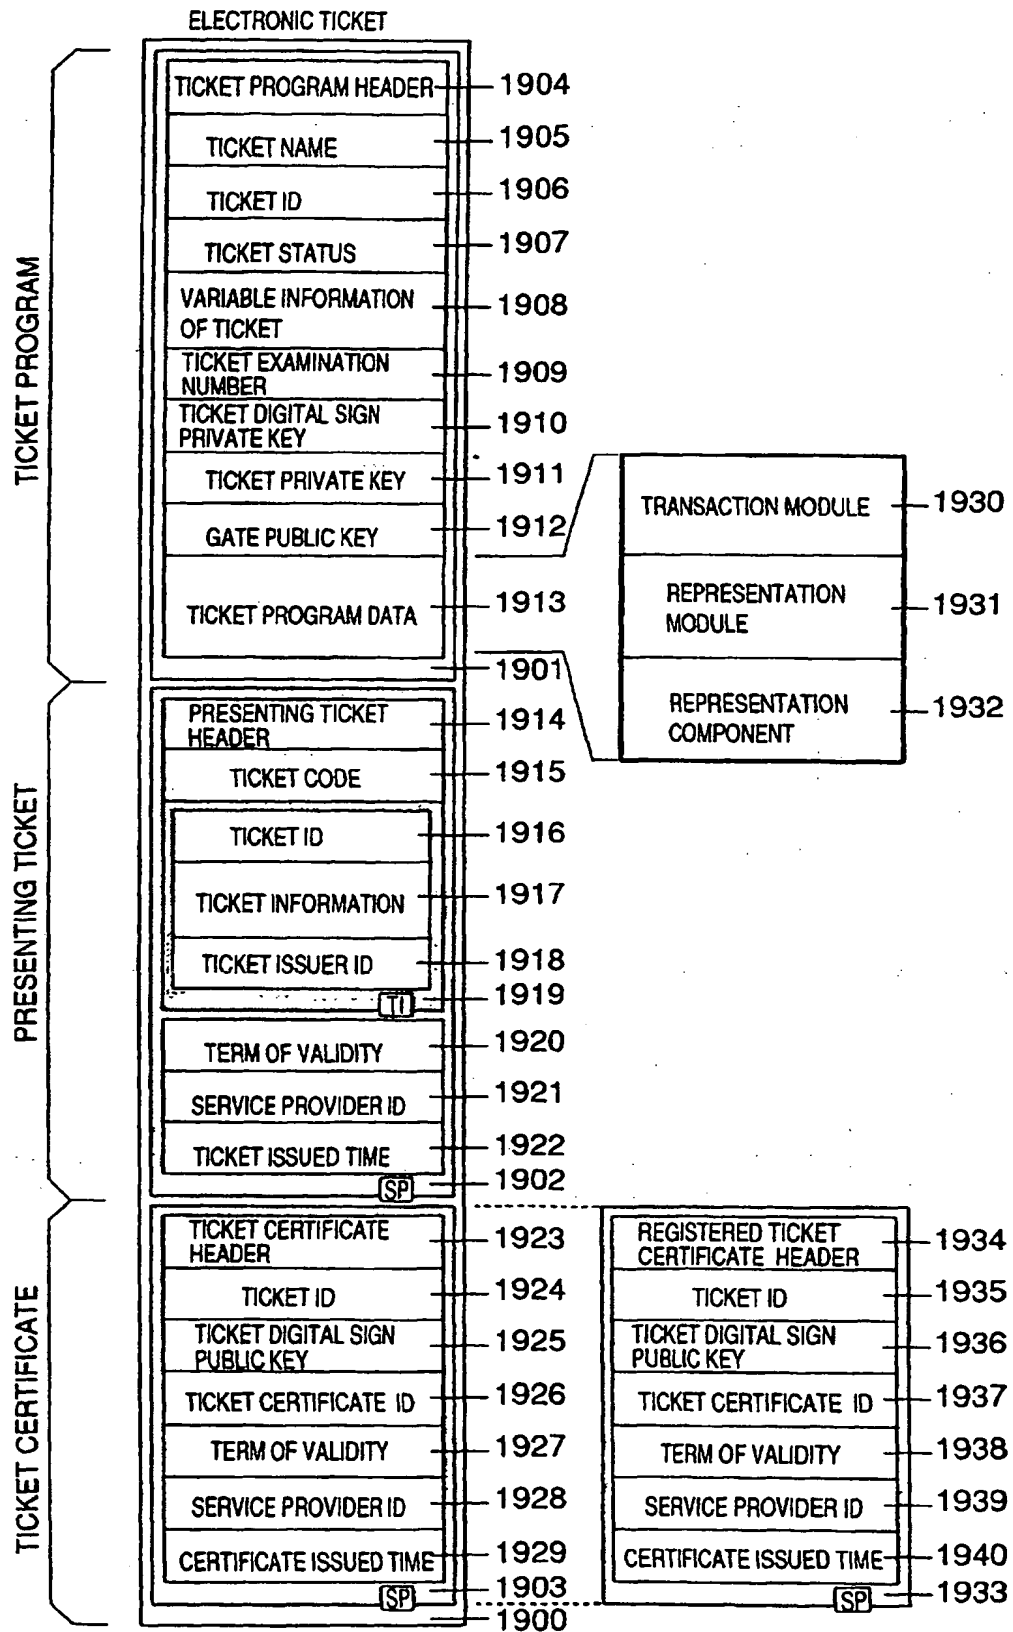 ELECTRONIC TICKET
TICKET PROGRAM
TICKET PROGRAM HEADER 1904
TICKET NAME 1905
TICKET ID 1906
TICKET STATUS 1907
VARIABLE INFORMATION
OF TICKET 1908
TICKET EXAMINATION
NUMBER 1909
TICKET DIGITAL SIGN
PRIVATE KEY 1910
TICKET PRIVATE KEY 1911
GATE PUBLIC KEY 1912
TICKET PROGRAM DATA 1913
1901
TRANSACTION MODULE 1930
REPRESENTATION
MODULE 1931
REPRESENTATION
COMPONENT 1932
PRESENTING TICKET
PRESENTING TICKET
HEADER 1914
TICKET CODE 1915
TICKET ID 1916
TICKET INFORMATION 1917
TICKET ISSUER ID 1918
TI 1919
TERM OF VALIDITY 1920
SERVICE PROVIDER ID 1921
TICKET ISSUED TIME 1922
SP 1902
TICKET CERTIFICATE
TICKET CERTIFICATE
HEADER 1923
TICKET ID 1924
TICKET DIGITAL SIGN
PUBLIC KEY 1925
TICKET CERTIFICATE ID 1926
TERM OF VALIDITY 1927
SERVICE PROVIDER ID 1928
CERTIFICATE ISSUED TIME 1929
SP 1903
1900
REGISTERED TICKET
CERTIFICATE HEADER 1934
TICKET ID 1935
TICKET DIGITAL SIGN
PUBLIC KEY 1936
TICKET CERTIFICATE ID 1937
TERM OF VALIDITY 1938
SERVICE PROVIDER ID 1939
CERTIFICATE ISSUED TIME 1940
SP 1933